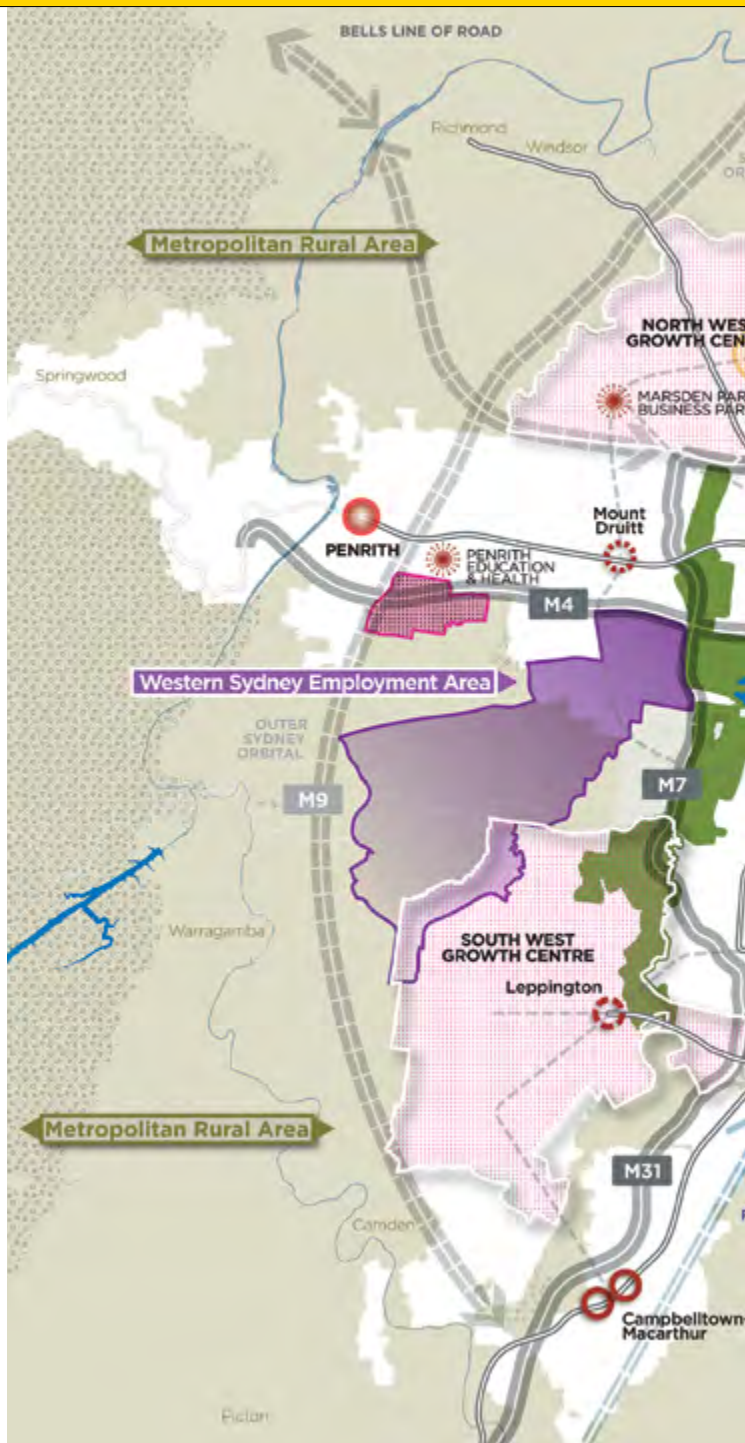 BELLS LINE OF ROAD
Richmond
Windsor
OR
Metropolitan Rural Area
NORTH WES
GROWTH CEN
Springwood
MARSDEN PAR
BUSINESS PAR
Mount
Druitt
PENRITH
PENRITH
EDUCATION
& HEALTH
M4
Western Sydney Employment Area
OUTER
SYDNEY
ORBITAL
M9
M7
Warragamba
SOUTH WEST
GROWTH CENTRE
Leppington
Metropolitan Rural Area
M31
Camden
Campbelltown-
Macarthur
Picton